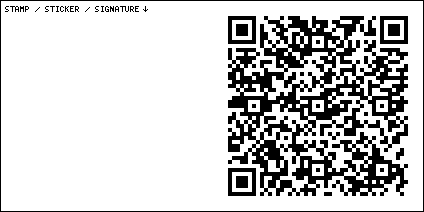 STAMP / STICKER / SIGNATURE ↓